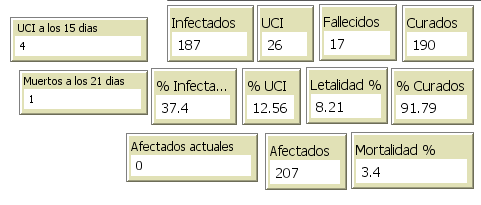 UCI a los 15 dias
4
Infectados
187
UCI
26
Fallecidos
17
Curados
190
Muertos a los 21 dias
1
% Infecta...
37.4
% UCI
12.56
Letalidad %
8.21
% Curados
91.79
Afectados actuales
0
Afectados
207
Mortalidad %
3.4